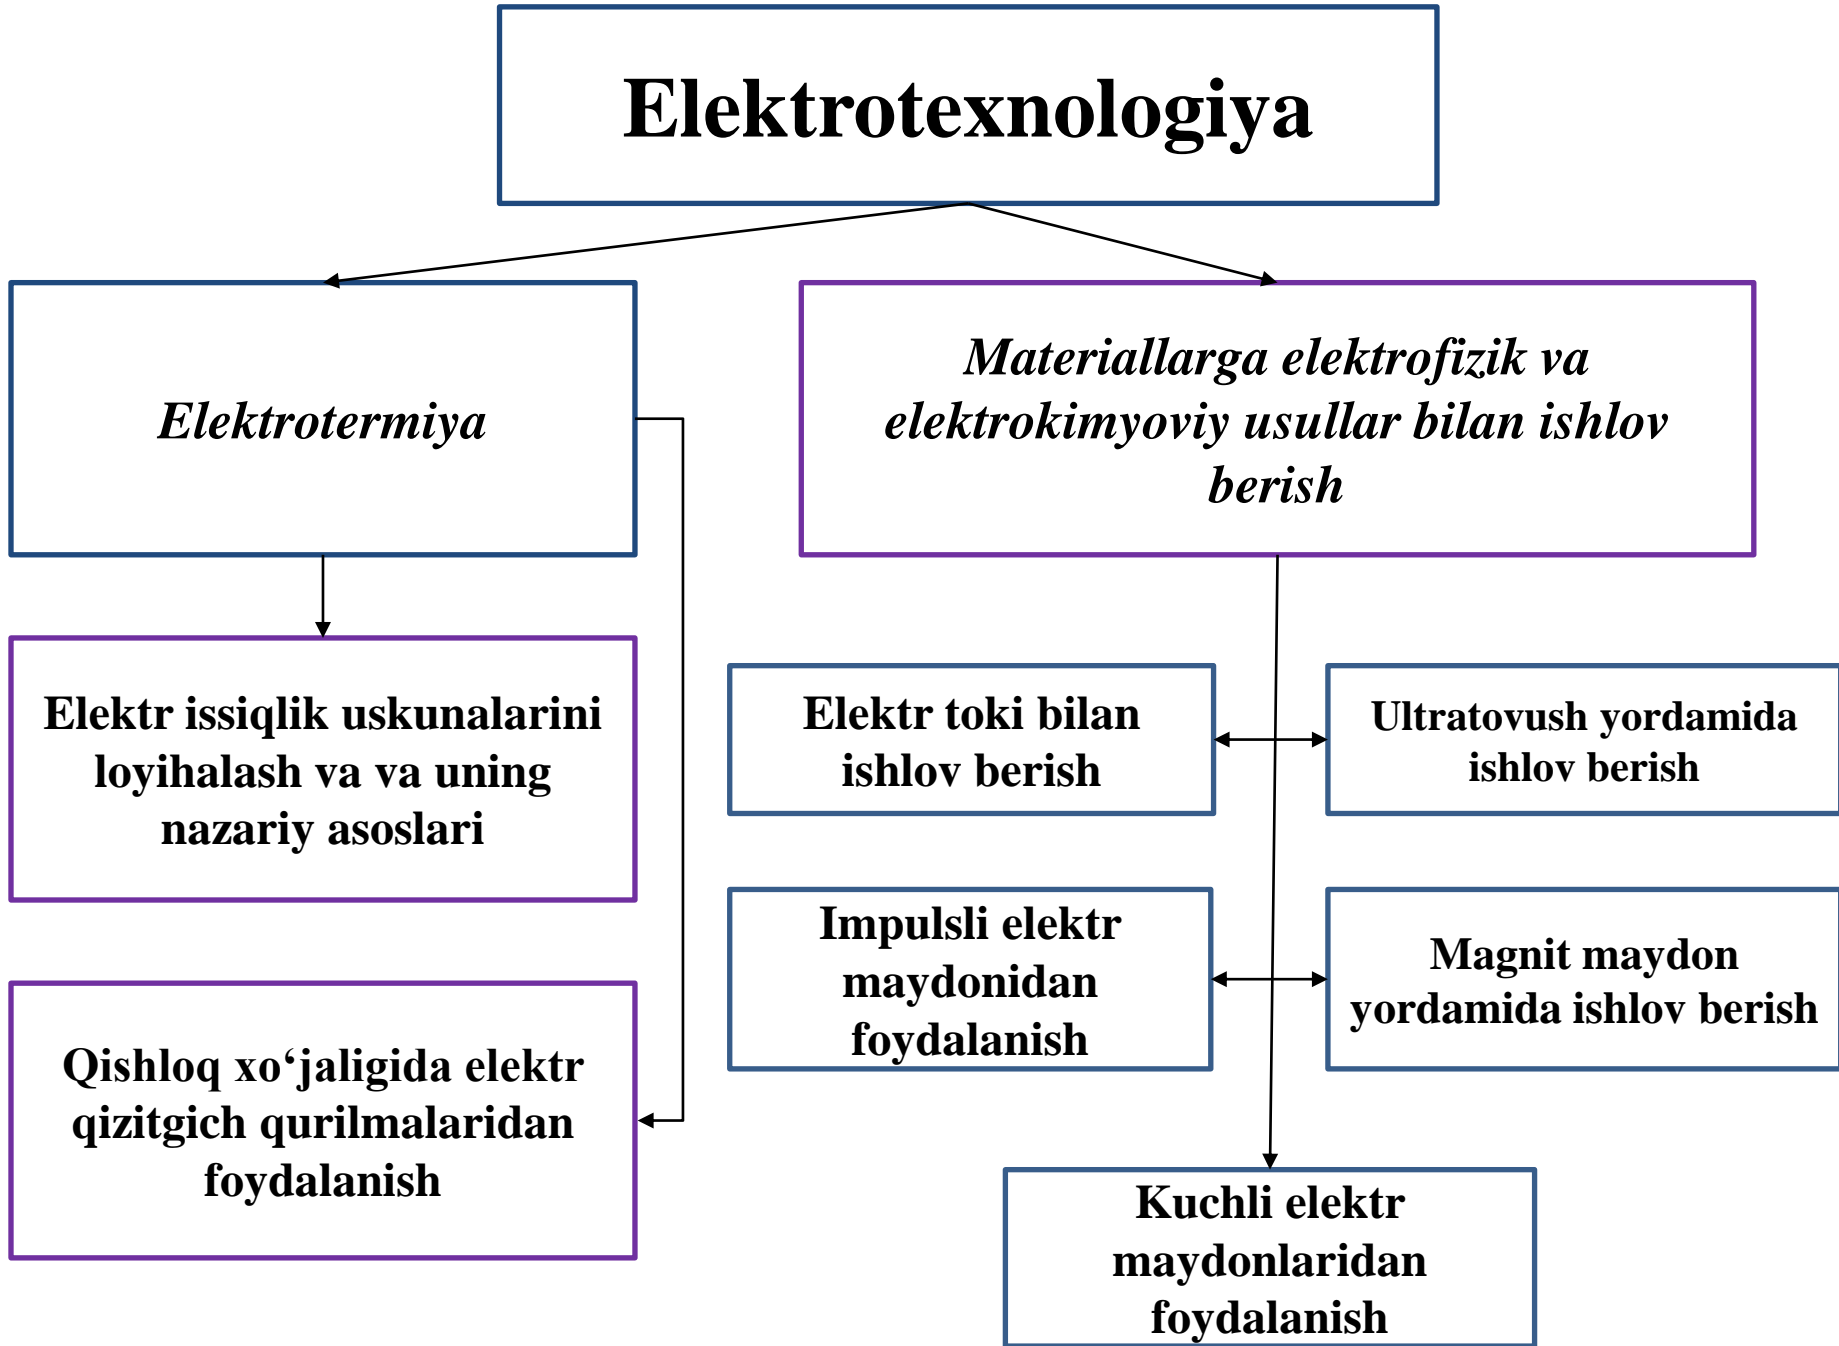 Elektrotexnologiya
Elektrotermiya
Materiallarga elektrofizik va
elektrokimyoviy usullar bilan ishlov
berish
Elektr issiqlik uskunalarini
loyihalash va va uning
nazariy asoslari
Qishloq xo‘jaligida elektr
qizitgich qurilmalaridan
foydalanish
Elektr toki bilan
ishlov berish
Ultratovush yordamida
ishlov berish
Impulsli elektr
maydonidan
foydalanish
Magnit maydon
yordamida ishlov berish
Kuchli elektr
maydonlaridan
foydalanish